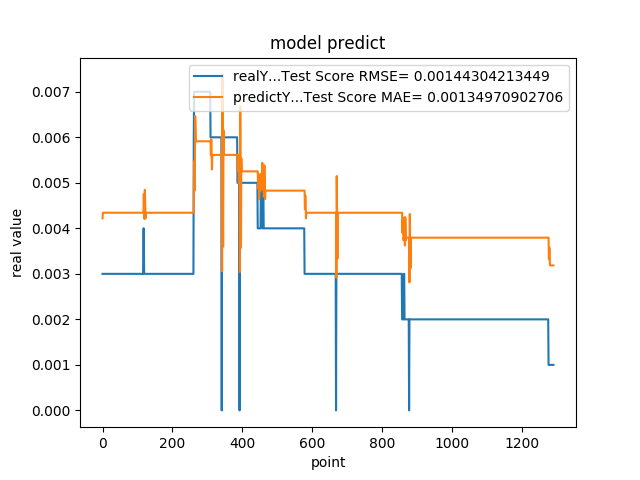 model predict
realY...Test Score RMSE= 0.00144304213449
predictY...Test Score MAE= 0.00134970902706
real value
0.007
0.006
0.005
0.004
0.003
0.002
0.001
0.000
0 200 400 600 800 1000 1200
point